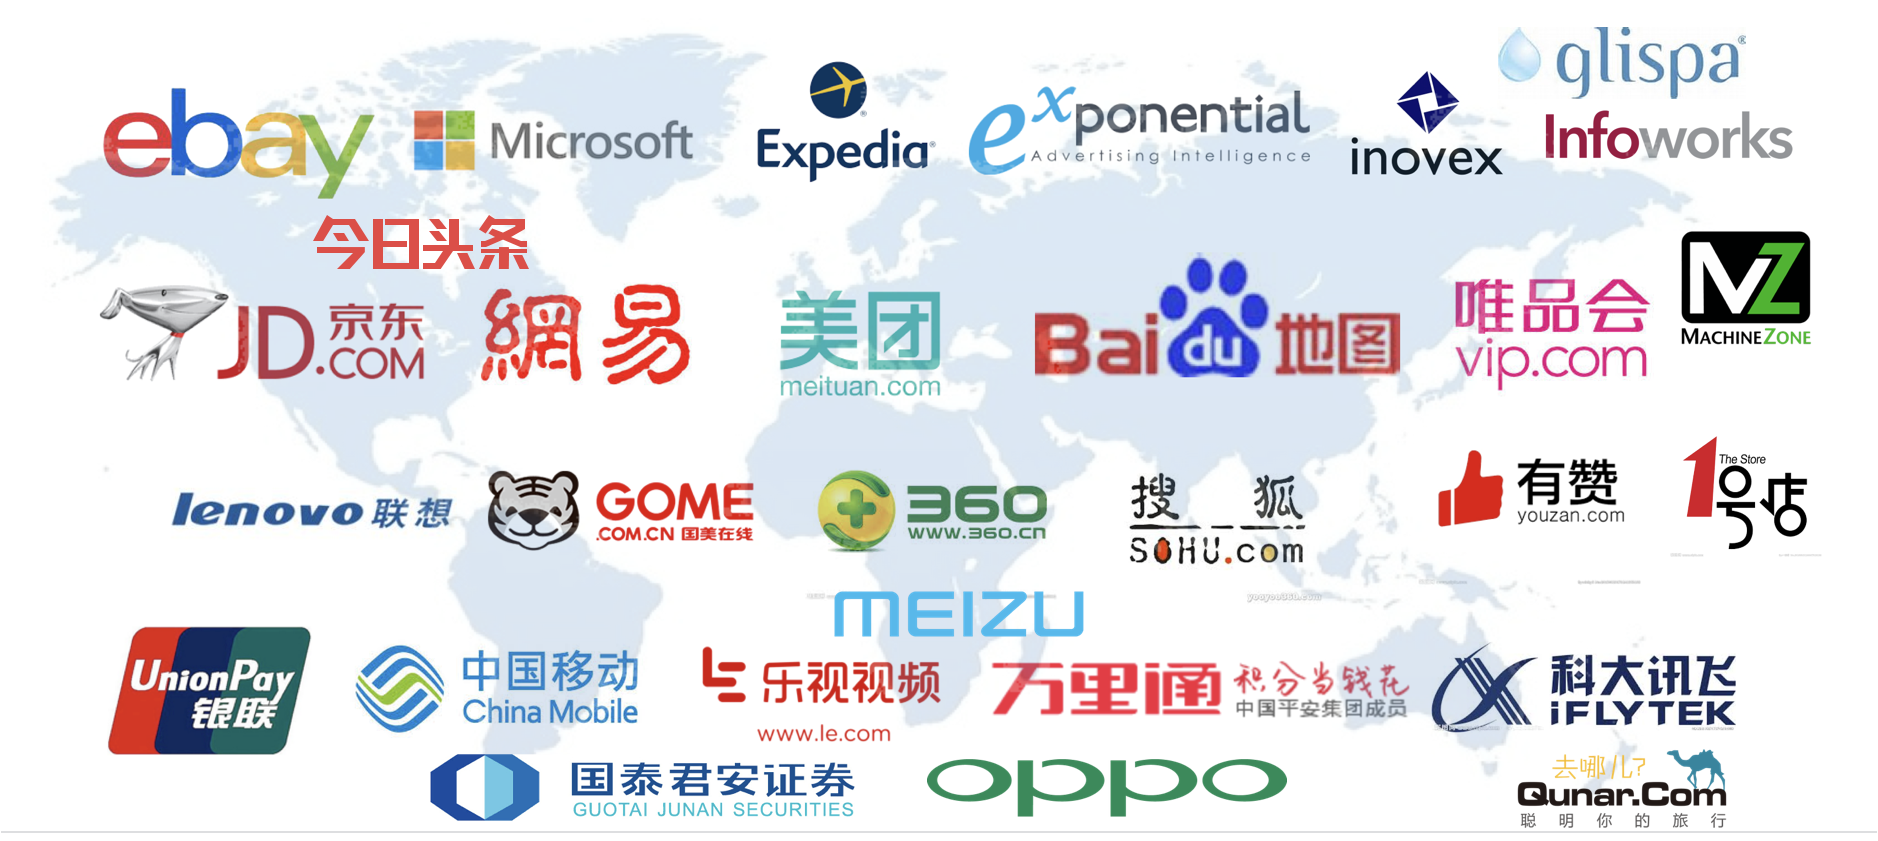 glispa®
ebay
Microsoft
Expedia®
exponential
Advertising Intelligence
inovex
Infoworks
今日头条
JD.京东
.COM
網易
美团
meituan.com
Bai du 地图
唯品会
vip.com
MZ
MACHINE ZONE
lenovo 联想
GOME
.COM.CN 国美在线
360
WWW.360.CN
搜 狐
SOHU.com
有赞
youzan.com
The Store
1号店
yooyoo360.com
MEIZU
UnionPay
银联
中国移动
China Mobile
乐视视频
www.le.com
万里通 积分当钱花
中国平安集团成员
科大讯飞
iFLYTEK
国泰君安证券
GUOTAI JUNAN SECURITIES
oppo
去哪儿?
Qunar.Com
聪明你的旅行